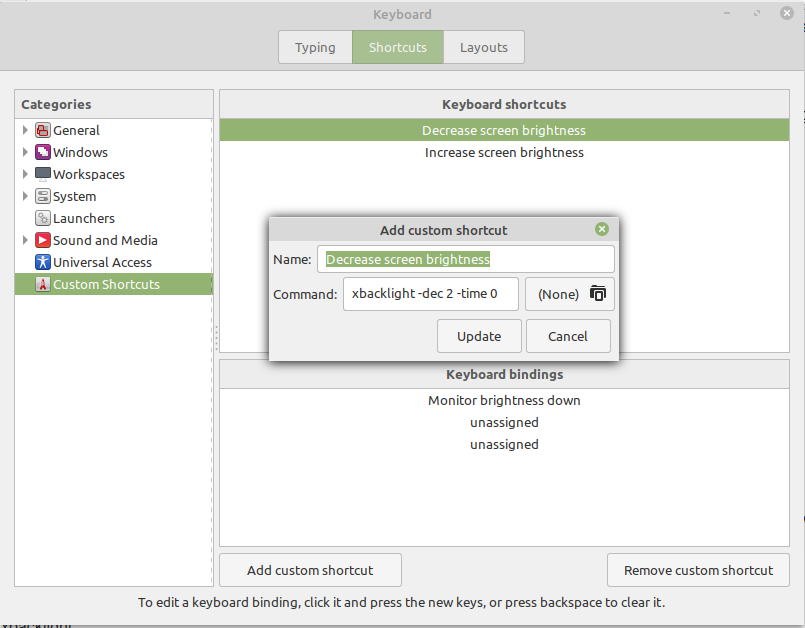 Keyboard
Typing Shortcuts Layouts
Categories
General
Windows
Workspaces
System
Launchers
Sound and Media
Universal Access
Custom Shortcuts
Keyboard shortcuts
Decrease screen brightness
Increase screen brightness
Add custom shortcut
Name: Decrease screen brightness
Command: xbacklight -dec 2 -time 0 (None)
Update Cancel
Keyboard bindings
Monitor brightness down
unassigned
unassigned
Add custom shortcut Remove custom shortcut
To edit a keyboard binding, click it and press the new keys, or press backspace to clear it.